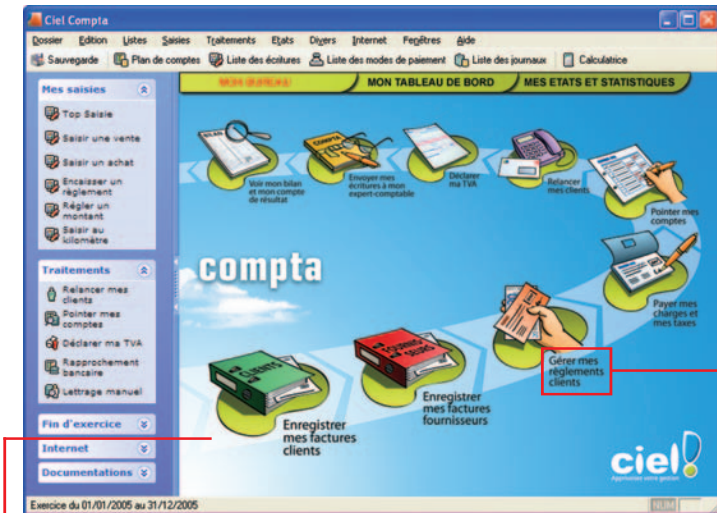 Ciel Compta
Dossier Edition Listes Saisies Traitements Etats Divers Internet Fenêtres Aide
Sauvegarde Plan de comptes Liste des écritures Liste des modes de paiement Liste des journaux Calculatrice
MON BUREAU MON TABLEAU DE BORD MES ETATS ET STATISTIQUES
Mes saisies
Top Saisie
Saisir une vente
Saisir un achat
Encaisser un
règlement
Régler un
montant
Saisir au
kilomètre
Traitements
Relancer mes
clients
Pointer mes
comptes
Déclarer ma TVA
Rapprochement
bancaire
Lettrage manuel
Fin d'exercice
Internet
Documentations
BILAN
Voir mon bilan
et mon compte
de résultat
COMPTA
Envoyer mes
écritures à mon
expert-comptable
Déclarer
ma TVA
Relancer
mes clients
Pointer mes
comptes
Payer mes
charges et
mes taxes
compta
Gérer mes
règlements
clients
FOURNIS
SEURS
Enregistrer
mes factures
fournisseurs
CLIENTS
Enregistrer
mes factures
clients
ciel!
Exercice du 01/01/2005 au 31/12/2005
NUM